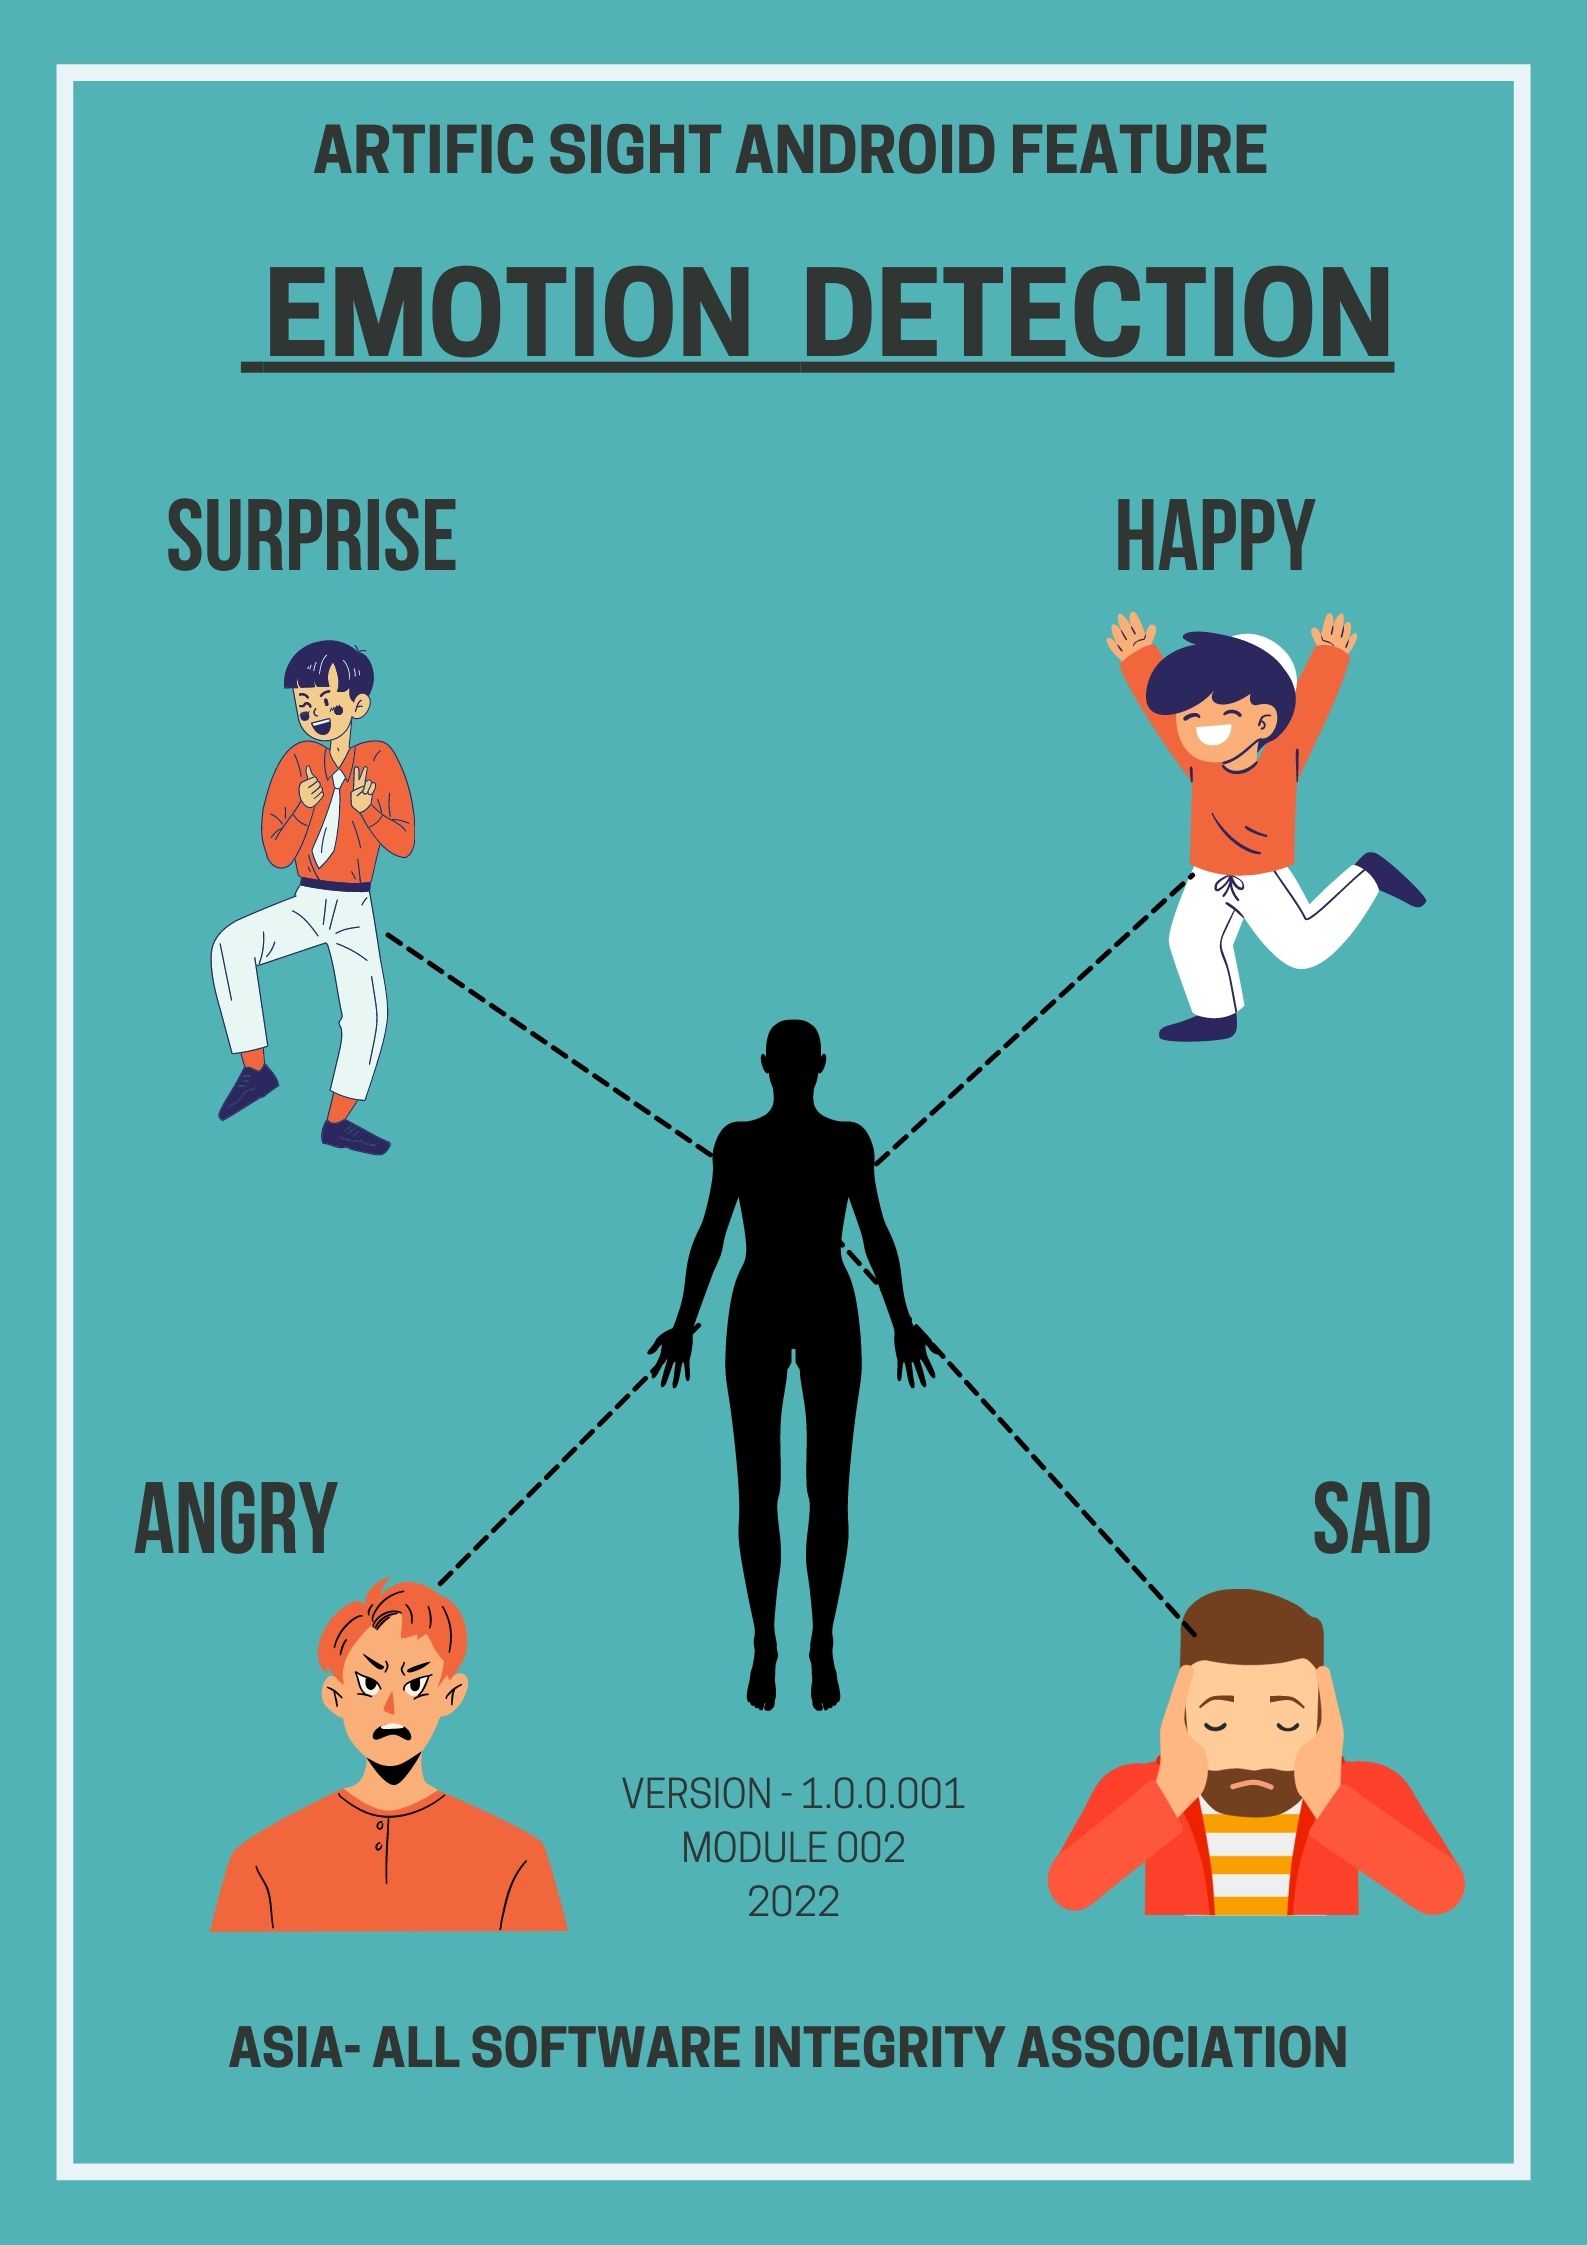 ARTIFIC SIGHT ANDROID FEATURE
EMOTION DETECTION
SURPRISE
HAPPY
ANGRY
SAD
VERSION - 1.0.0.001
MODULE 002
2022
ASIA- ALL SOFTWARE INTEGRITY ASSOCIATION